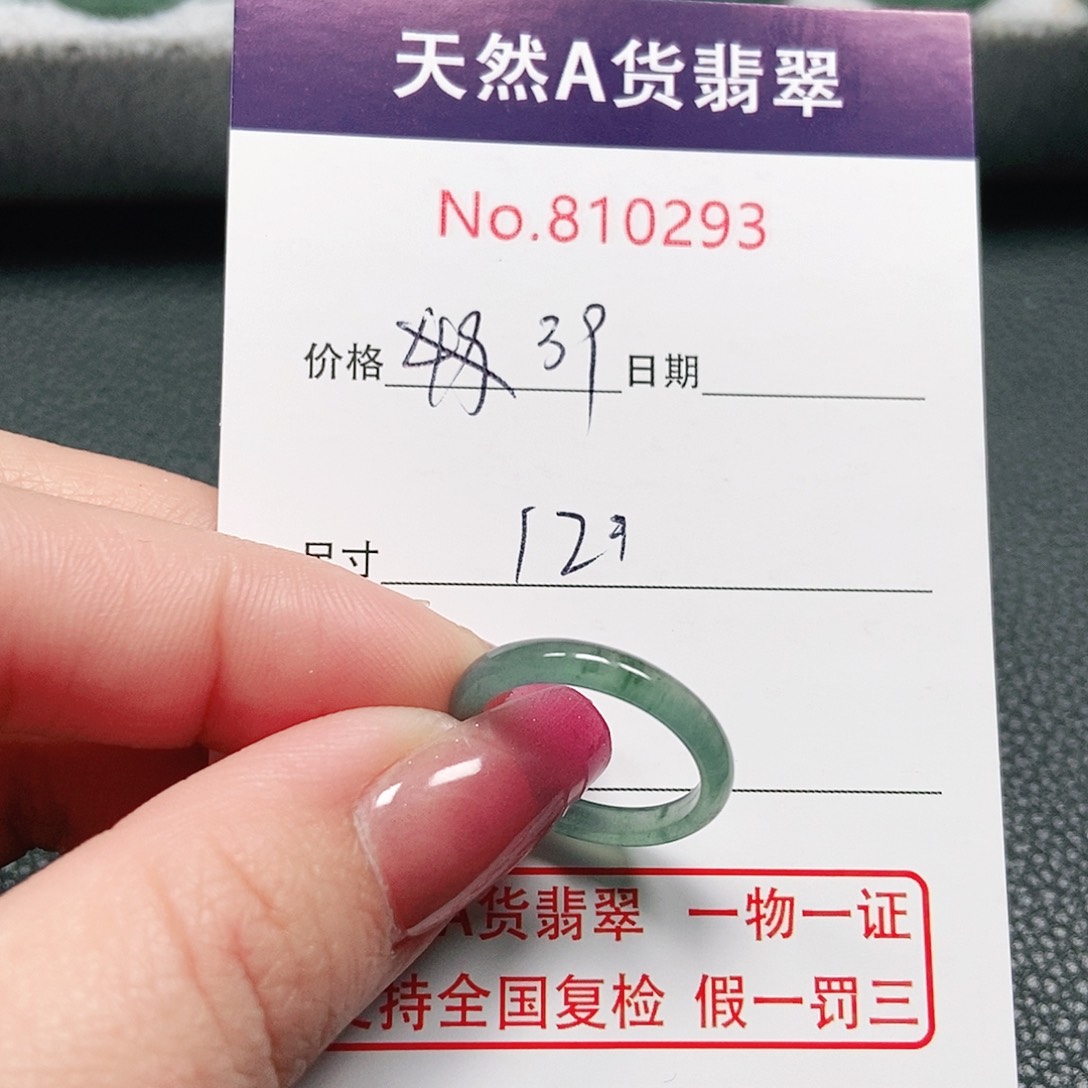 天然A货翡翠
No.810293
价格 48 39 日期
尺寸 12
A货翡翠 一物一证
持全国复检 假一罚三